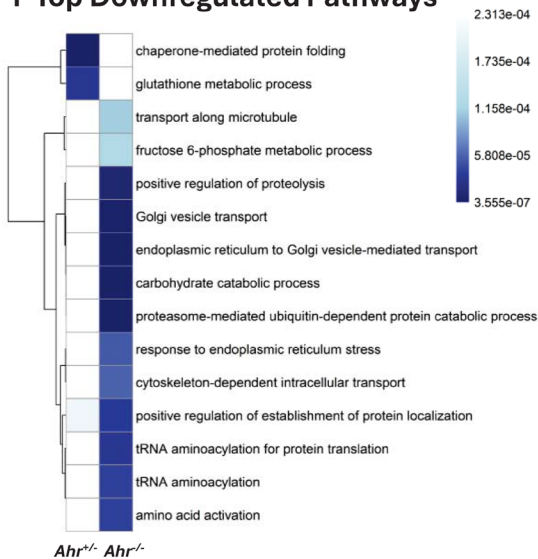 Top Downregulated Pathways
2.313e-04
1.735e-04
1.158e-04
5.808e-05
3.555e-07
chaperone-mediated protein folding
glutathione metabolic process
transport along microtubule
fructose 6-phosphate metabolic process
positive regulation of proteolysis
Golgi vesicle transport
endoplasmic reticulum to Golgi vesicle-mediated transport
carbohydrate catabolic process
proteasome-mediated ubiquitin-dependent protein catabolic process
response to endoplasmic reticulum stress
cytoskeleton-dependent intracellular transport
positive regulation of establishment of protein localization
tRNA aminoacylation for protein translation
tRNA aminoacylation
amino acid activation
Ahr+/- Ahr-/-